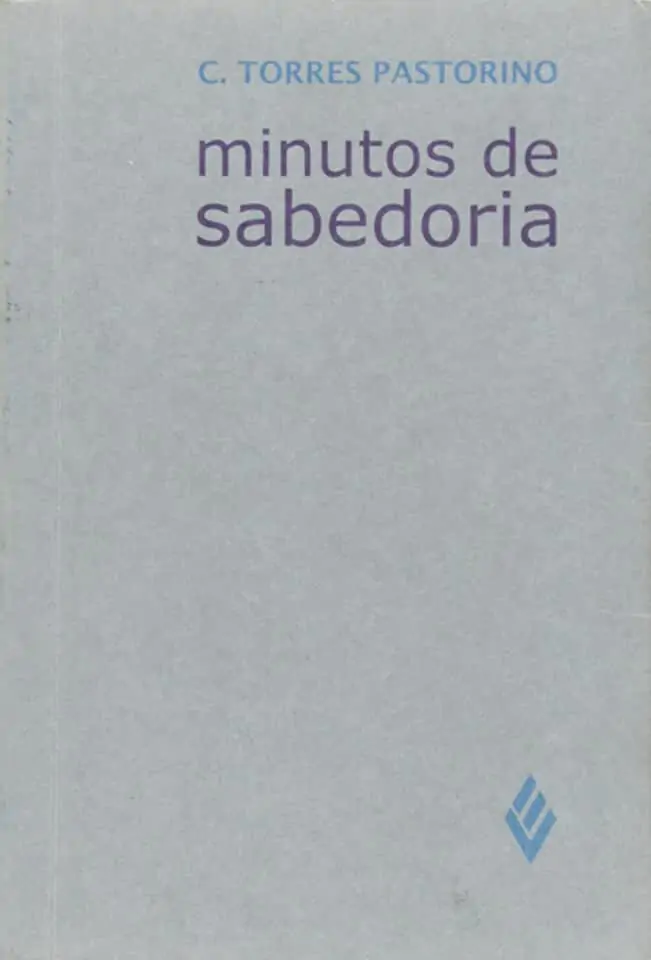 C. TORRES PASTORINO
minutos de
sabedoria